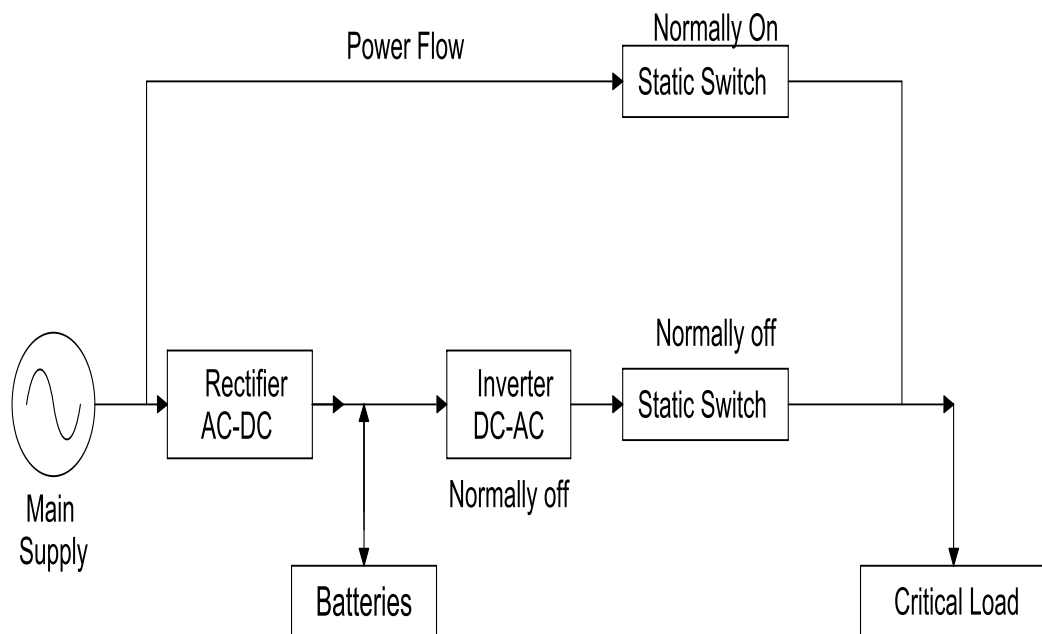 Normally On
Power Flow
Static Switch
Normally off
Rectifier
AC-DC
Inverter
DC-AC
Static Switch
Normally off
Main
Supply
Batteries
Critical Load